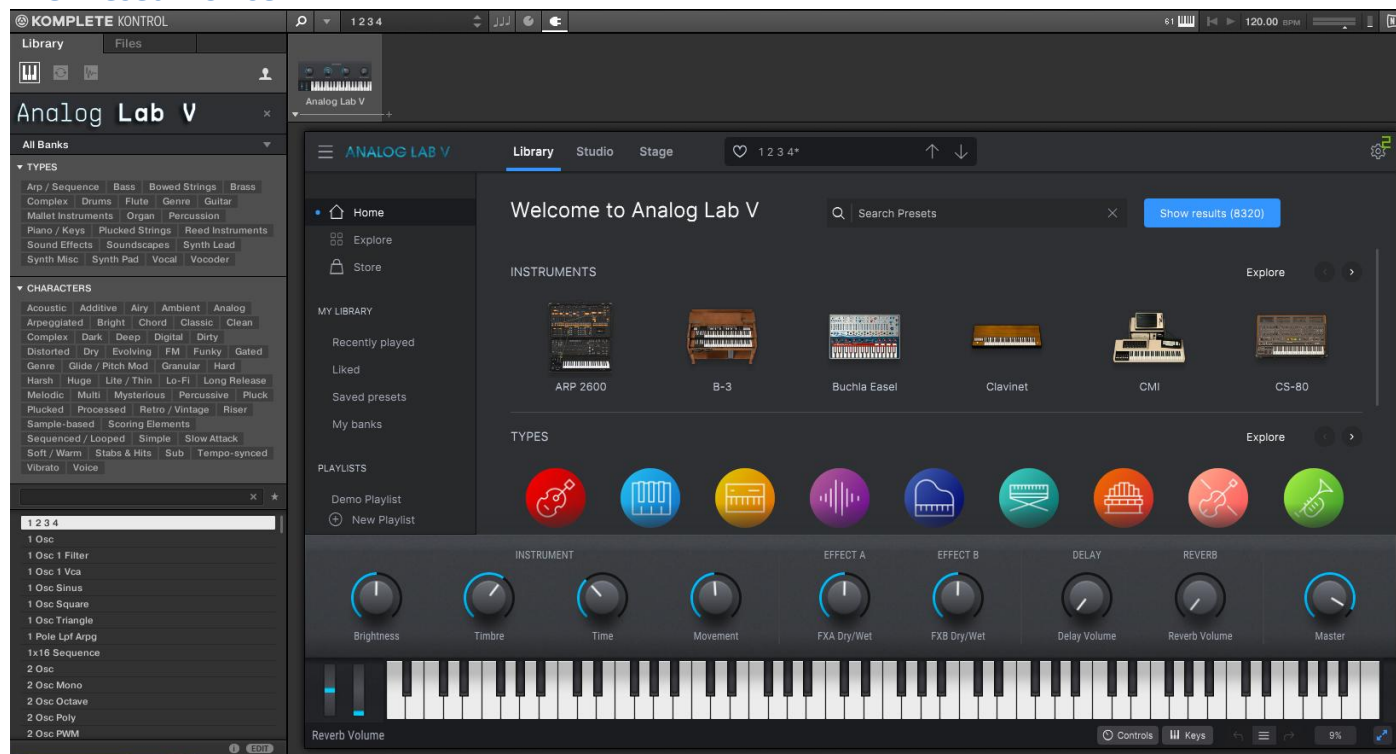 KOMPLETE KONTROL
1 2 3 4
61
120.00 BPM
Library Files
Analog Lab V
All Banks
TYPES
Arp / Sequence Bass Bowed Strings Brass
Complex Drums Flute Genre Guitar
Mallet Instruments Organ Percussion
Piano / Keys Plucked Strings Reed Instruments
Sound Effects Soundscapes Synth Lead
Synth Misc Synth Pad Vocal Vocoder
CHARACTERS
Acoustic Additive Airy Ambient Analog
Arpeggiated Bright Chord Classic Clean
Complex Dark Deep Digital Dirty
Distorted Dry Evolving FM Funky Gated
Genre Glide / Pitch Mod Granular Hard
Harsh Huge Lite / Thin Lo-Fi Long Release
Melodic Multi Mysterious Percussive Pluck
Plucked Processed Retro / Vintage Riser
Sample-based Scoring Elements
Sequenced / Looped Simple Slow Attack
Soft / Warm Stabs & Hits Sub Tempo-synced
Vibrato Voice
1 2 3 4
1 Osc
1 Osc 1 Filter
1 Osc 1 Vca
1 Osc Sinus
1 Osc Square
1 Osc Triangle
1 Pole Lpf Arpg
1x16 Sequence
2 Osc
2 Osc Mono
2 Osc Octave
2 Osc Poly
2 Osc PWM
EDIT
Analog Lab V
ANALOG LAB V
Library Studio Stage
1 2 3 4*
2
Home
Explore
Store
MY LIBRARY
Recently played
Liked
Saved presets
My banks
PLAYLISTS
Demo Playlist
New Playlist
Welcome to Analog Lab V
Search Presets
Show results (8320)
INSTRUMENTS
Explore
ARP 2600 B-3 Buchla Easel Clavinet CMI CS-80
TYPES
Explore
INSTRUMENT EFFECT A EFFECT B DELAY REVERB
Brightness Timbre Time Movement FXA Dry/Wet FXB Dry/Wet Delay Volume Reverb Volume Master
Reverb Volume
Controls Keys 9%